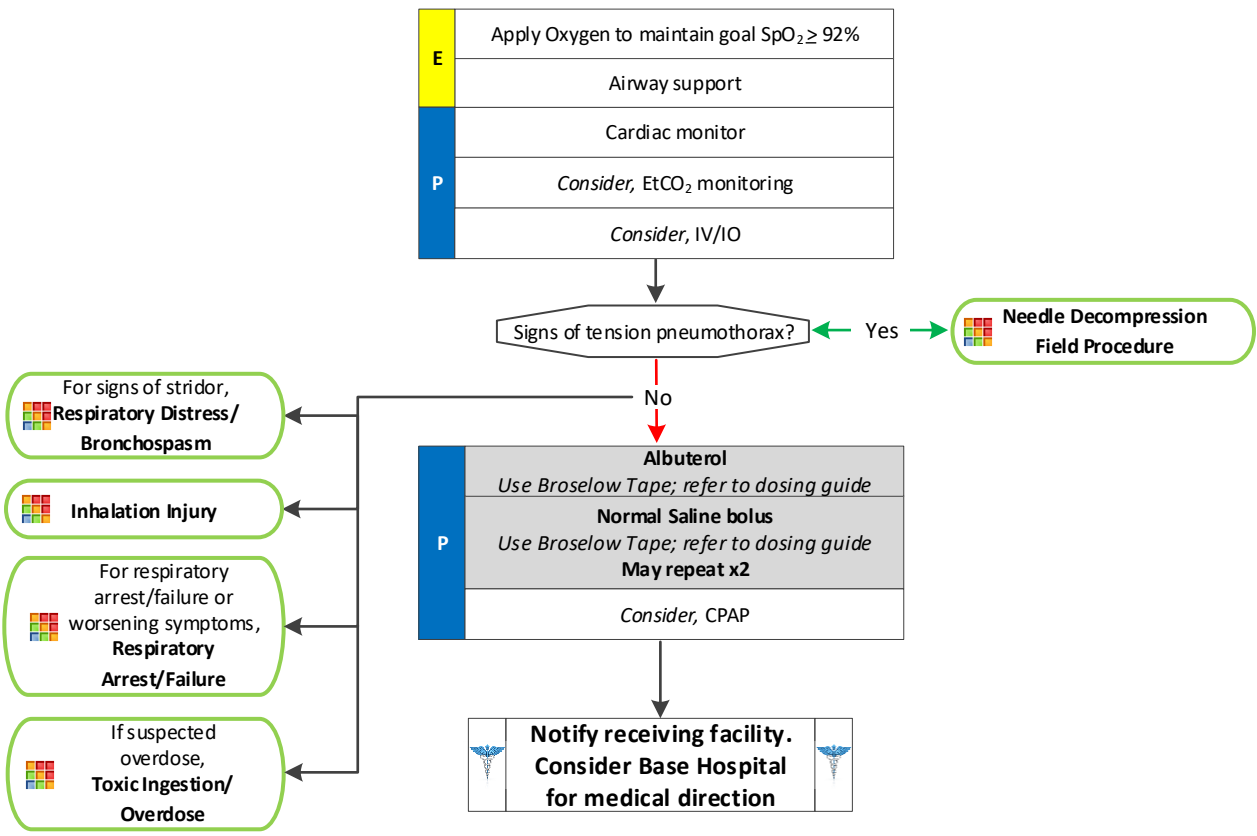 E
Apply Oxygen to maintain goal SpO₂ ≥ 92%
Airway support
P
Cardiac monitor
Consider, EtCO₂ monitoring
Consider, IV/IO
Signs of tension pneumothorax?
Yes
Needle Decompression
Field Procedure
No
For signs of stridor,
Respiratory Distress/
Bronchospasm
Inhalation Injury
For respiratory
arrest/failure or
worsening symptoms,
Respiratory
Arrest/Failure
If suspected
overdose,
Toxic Ingestion/
Overdose
P
Albuterol
Use Broselow Tape; refer to dosing guide
Normal Saline bolus
Use Broselow Tape; refer to dosing guide
May repeat x2
Consider, CPAP
Notify receiving facility.
Consider Base Hospital
for medical direction